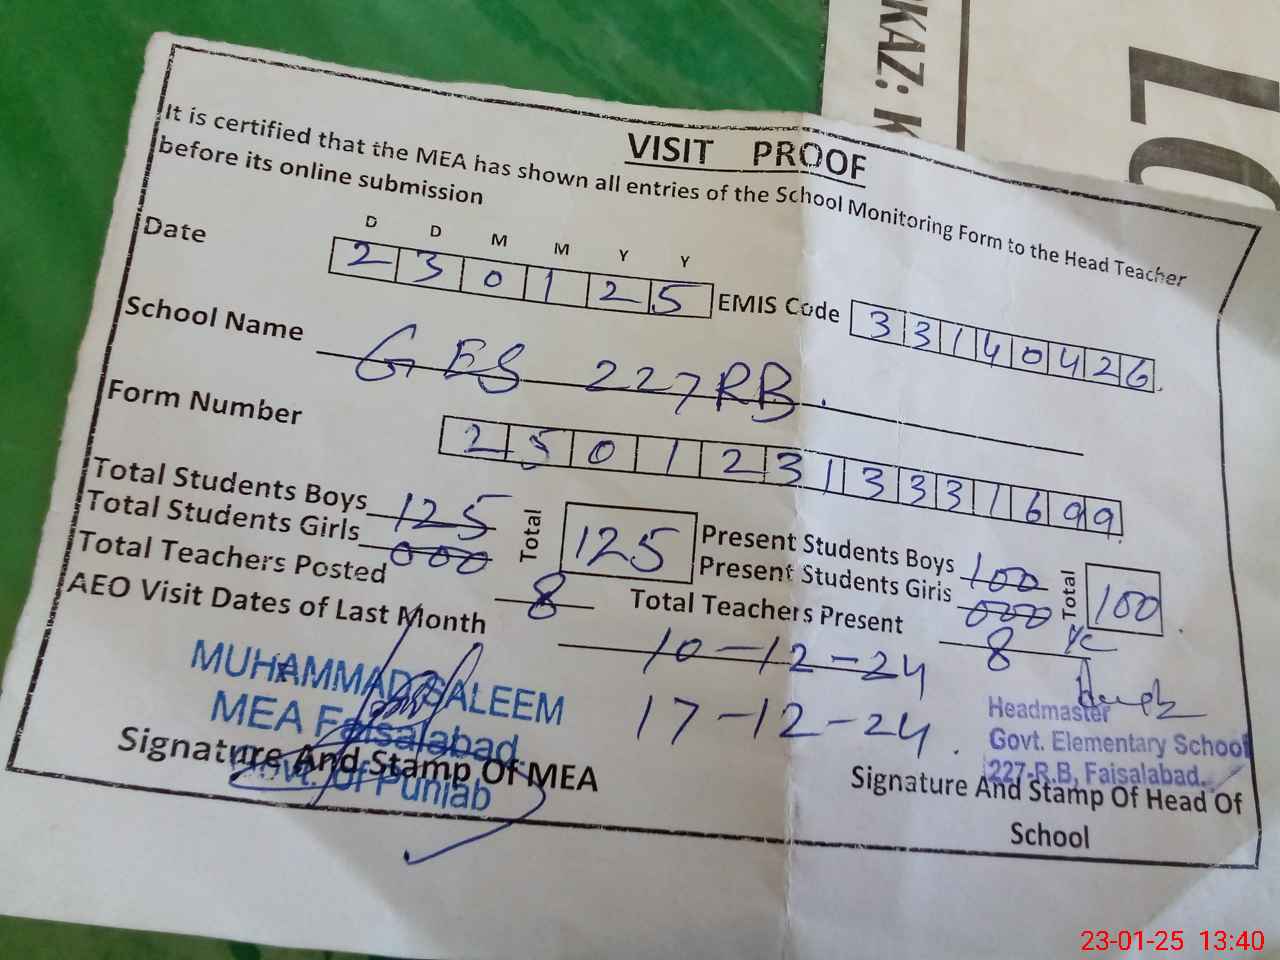 OKAZ: K
LO
VISIT PROOF
It is certified that the MEA has shown all entries of the School Monitoring Form to the Head Teacher
before its online submission
D D M M Y Y
Date 2 3 0 1 2 5 EMIS Code 3 3 1 4 0 4 2 6
School Name GES 227RB.
Form Number 2 5 0 1 2 3 1 3 3 3 1 6 9 9
Total Students Boys 125 Total 125 Present Students Boys 100 Total 100
Total Students Girls 000 Present Students Giris 000
Total Teachers Posted 8 Total Teachers Present 8
AEO Visit Dates of Last Month 10-12-24
17-12-24.
MUHAMMAD SALEEM
MEA Faisalabad.
Govt. of Punjab
Signature And Stamp Of MEA
Headmaster
Govt. Elementary School
227-R.B, Faisalabad.
Signature And Stamp Of Head Of
School
23-01-25 13:40